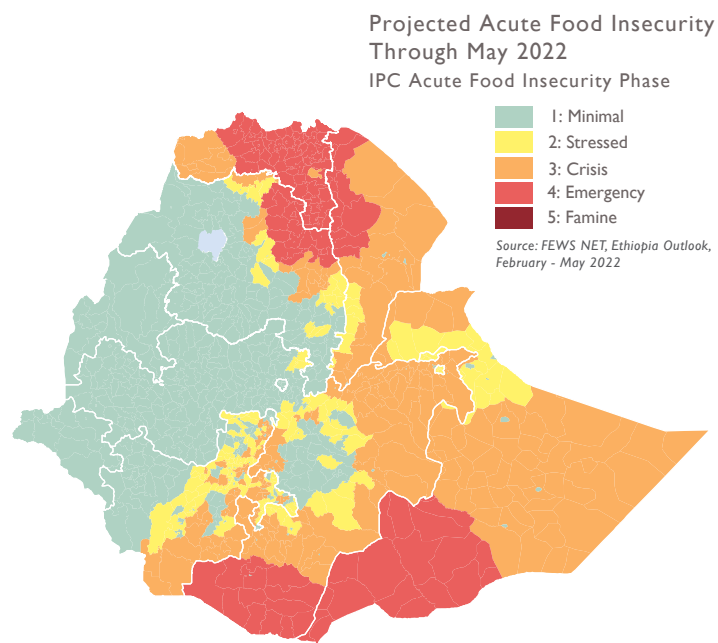 Projected Acute Food Insecurity
Through May 2022
IPC Acute Food Insecurity Phase
1: Minimal
2: Stressed
3: Crisis
4: Emergency
5: Famine
Source: FEWS NET, Ethiopia Outlook,
February - May 2022